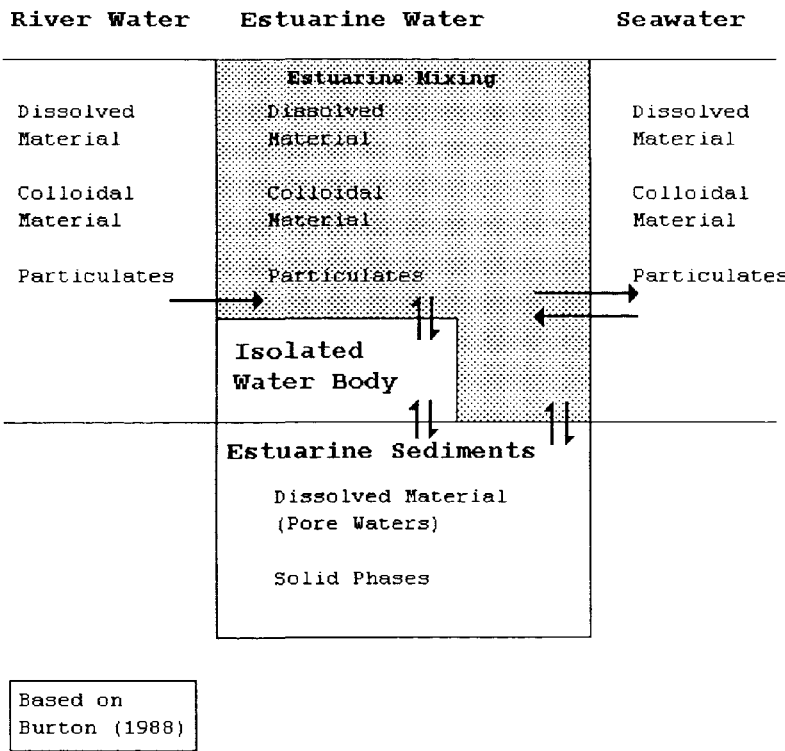 River Water Estuarine Water Seawater
Estuarine Mixing
Dissolved Dissolved Dissolved
Material Material Material
Colloidal Colloidal Colloidal
Material Material Material
Particulates Particulates Particulates
Isolated
Water Body
Estuarine Sediments
Dissolved Material
(Pore Waters)
Solid Phases
Based on
Burton (1988)